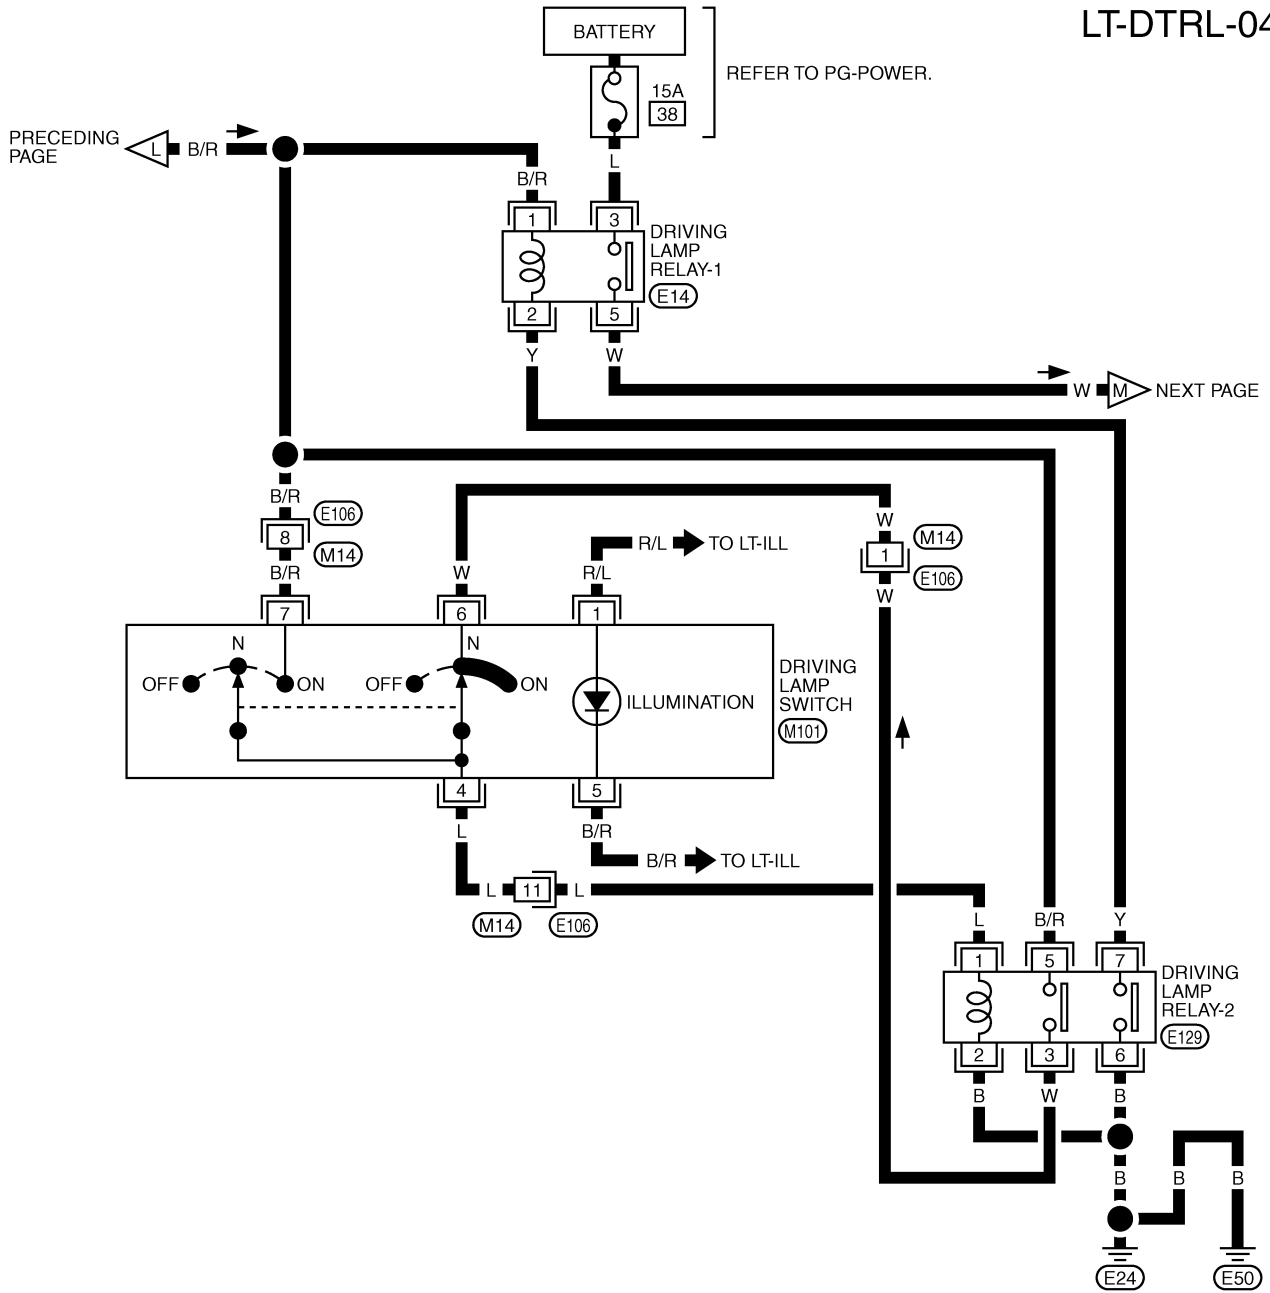 LT-DTRL-04
BATTERY
REFER TO PG-POWER.
15A
38
PRECEDING
PAGE
L
B/R
L
B/R
1
3
DRIVING
LAMP
RELAY-1
E14
2
5
Y
W
W
M
NEXT PAGE
B/R
E106
8
M14
B/R
W
R/L
TO LT-ILL
R/L
W
M14
1
E106
W
7
6
1
N
N
OFF
ON
OFF
ON
ILLUMINATION
DRIVING
LAMP
SWITCH
M101
4
5
L
B/R
B/R
TO LT-ILL
L
11
L
M14
E106
L
B/R
Y
1
5
7
DRIVING
LAMP
RELAY-2
E129
2
3
6
B
W
B
B
B
B
E24
E50